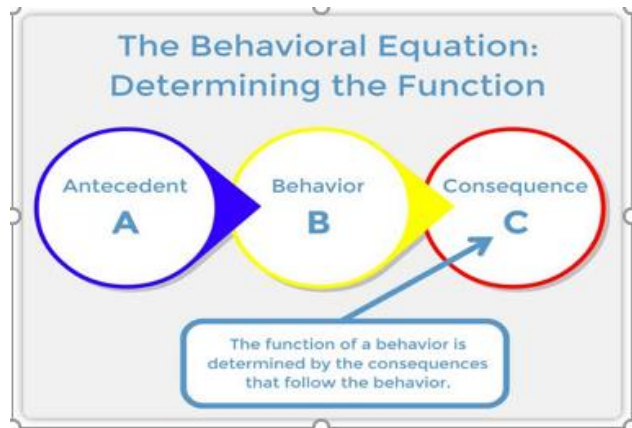 The Behavioral Equation:
Determining the Function
Antecedent
A
Behavior
B
Consequence
C
The function of a behavior is
determined by the consequences
that follow the behavior.